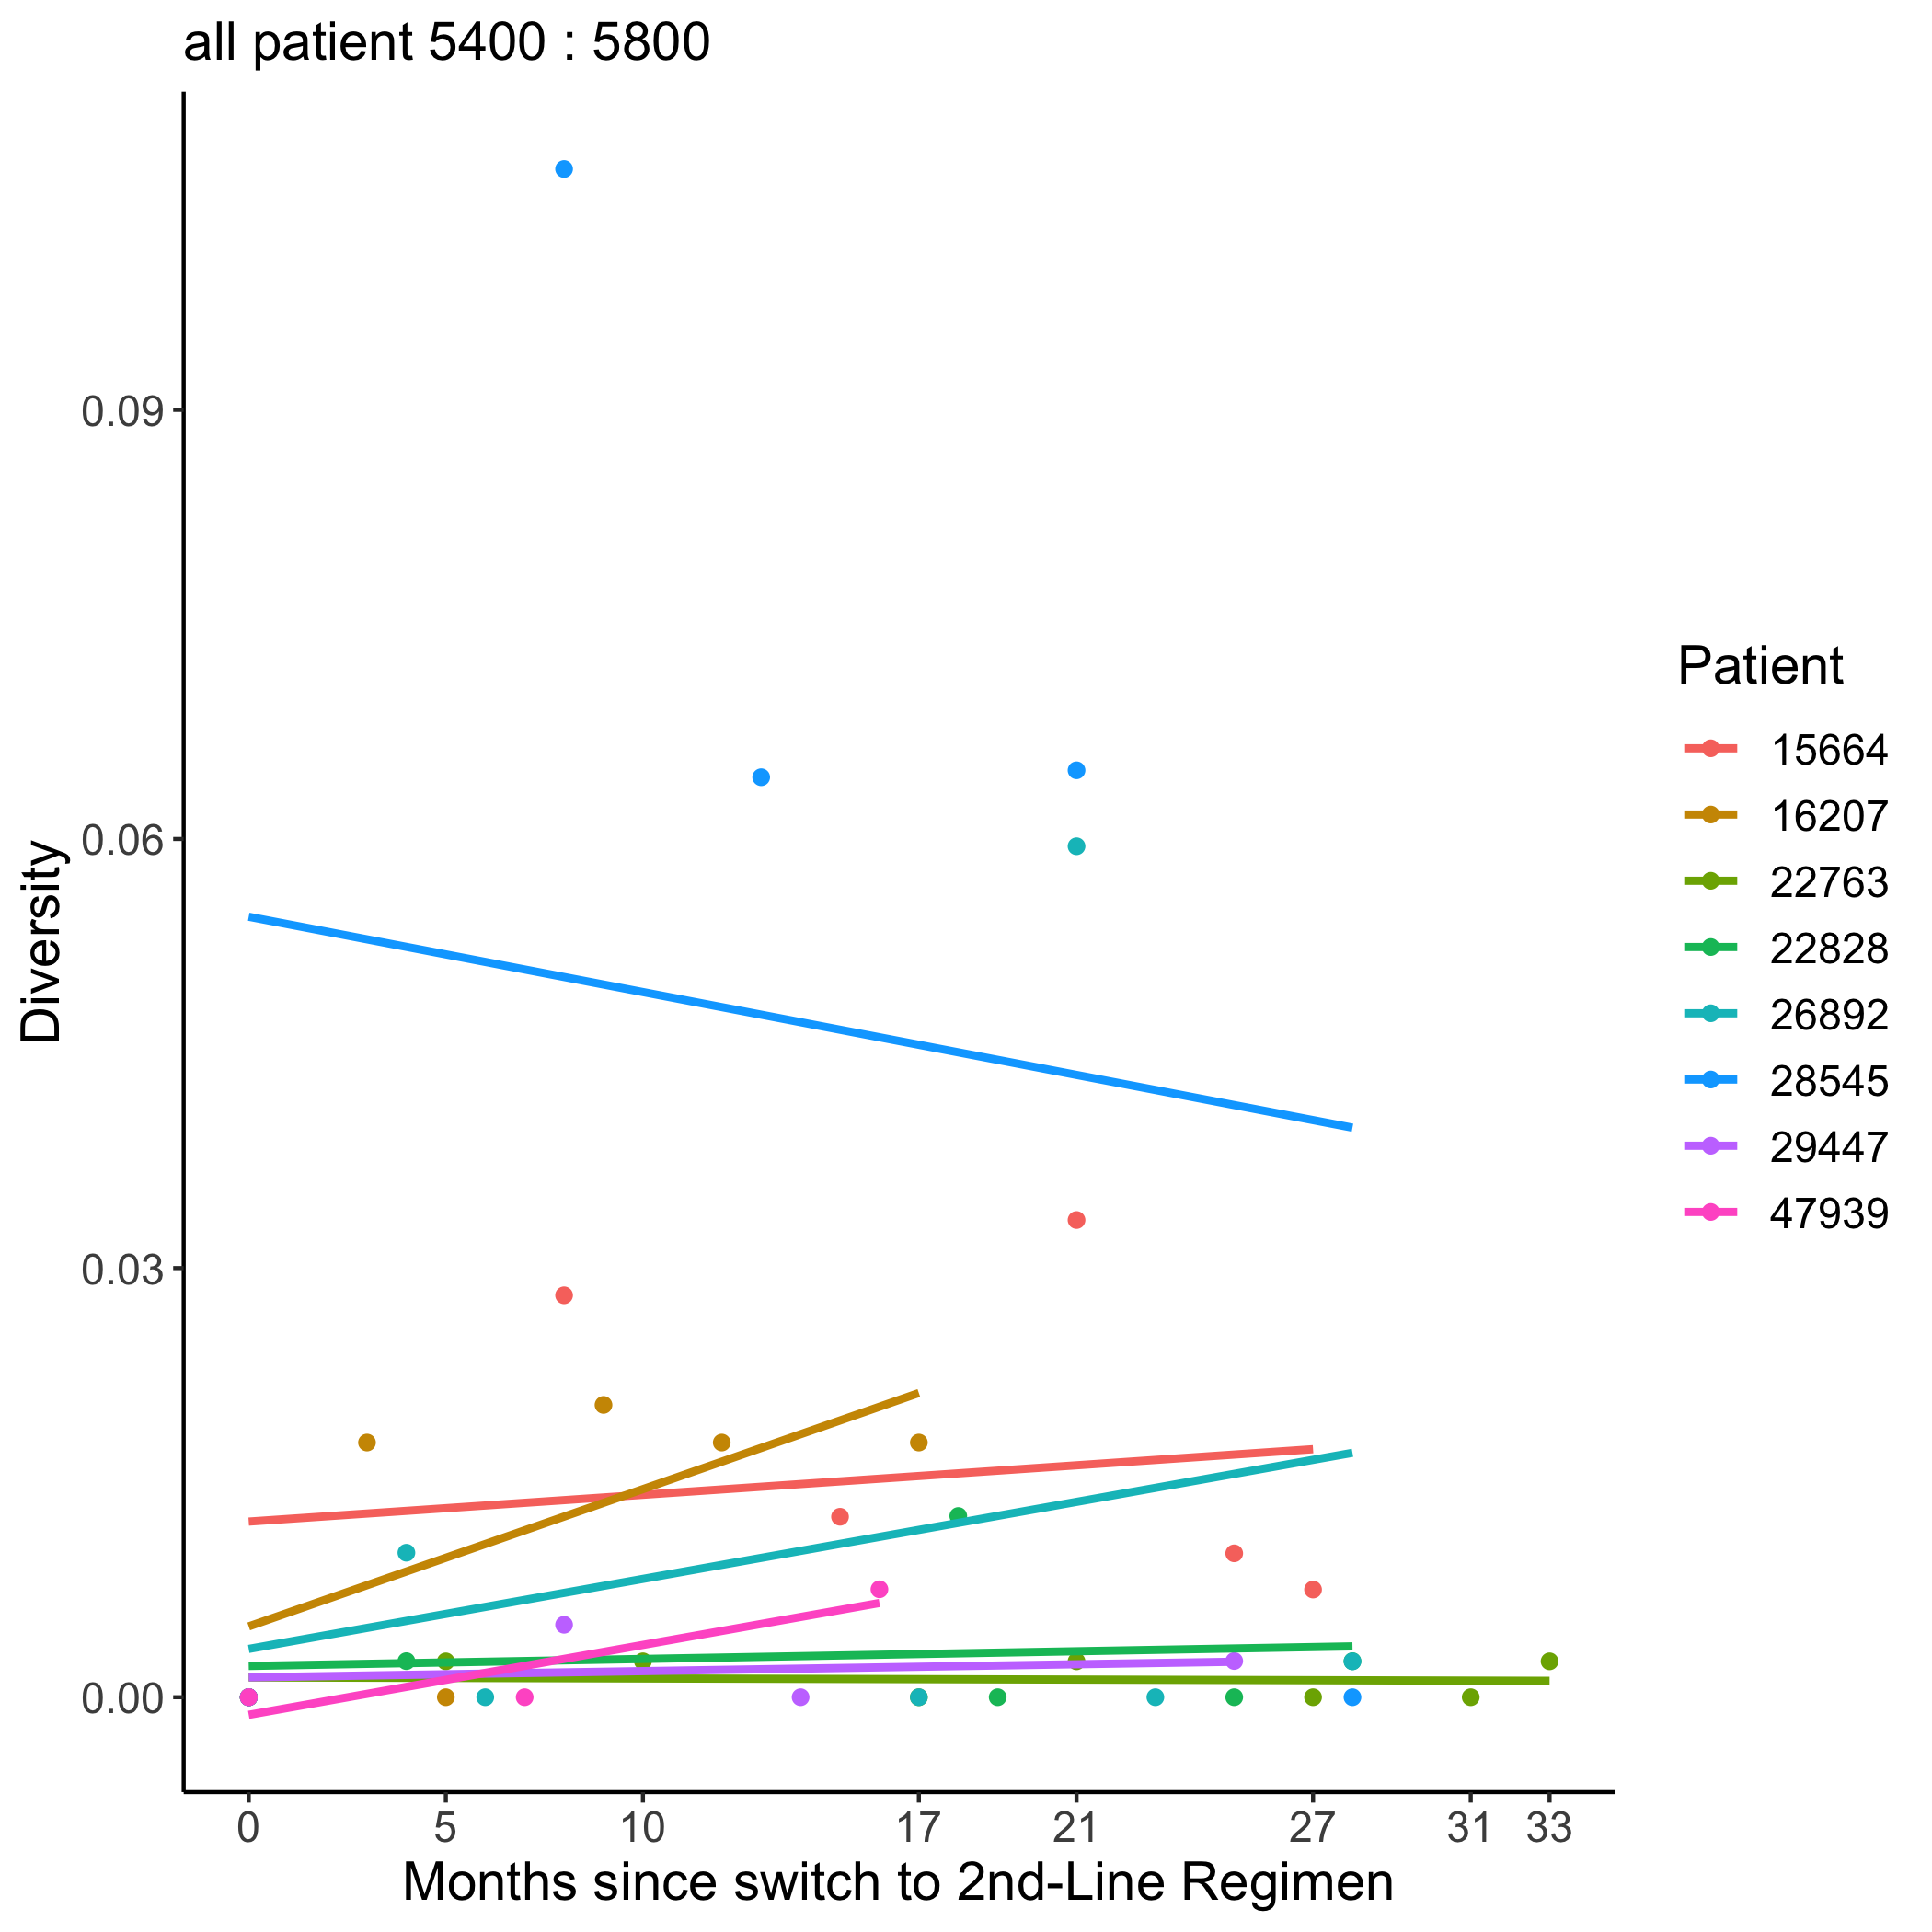 all patient 5400 : 5800
Diversity
0.09
0.06
0.03
0.00
0 5 10 17 21 27 31 33
Months since switch to 2nd-Line Regimen
Patient
15664
16207
22763
22828
26892
28545
29447
47939